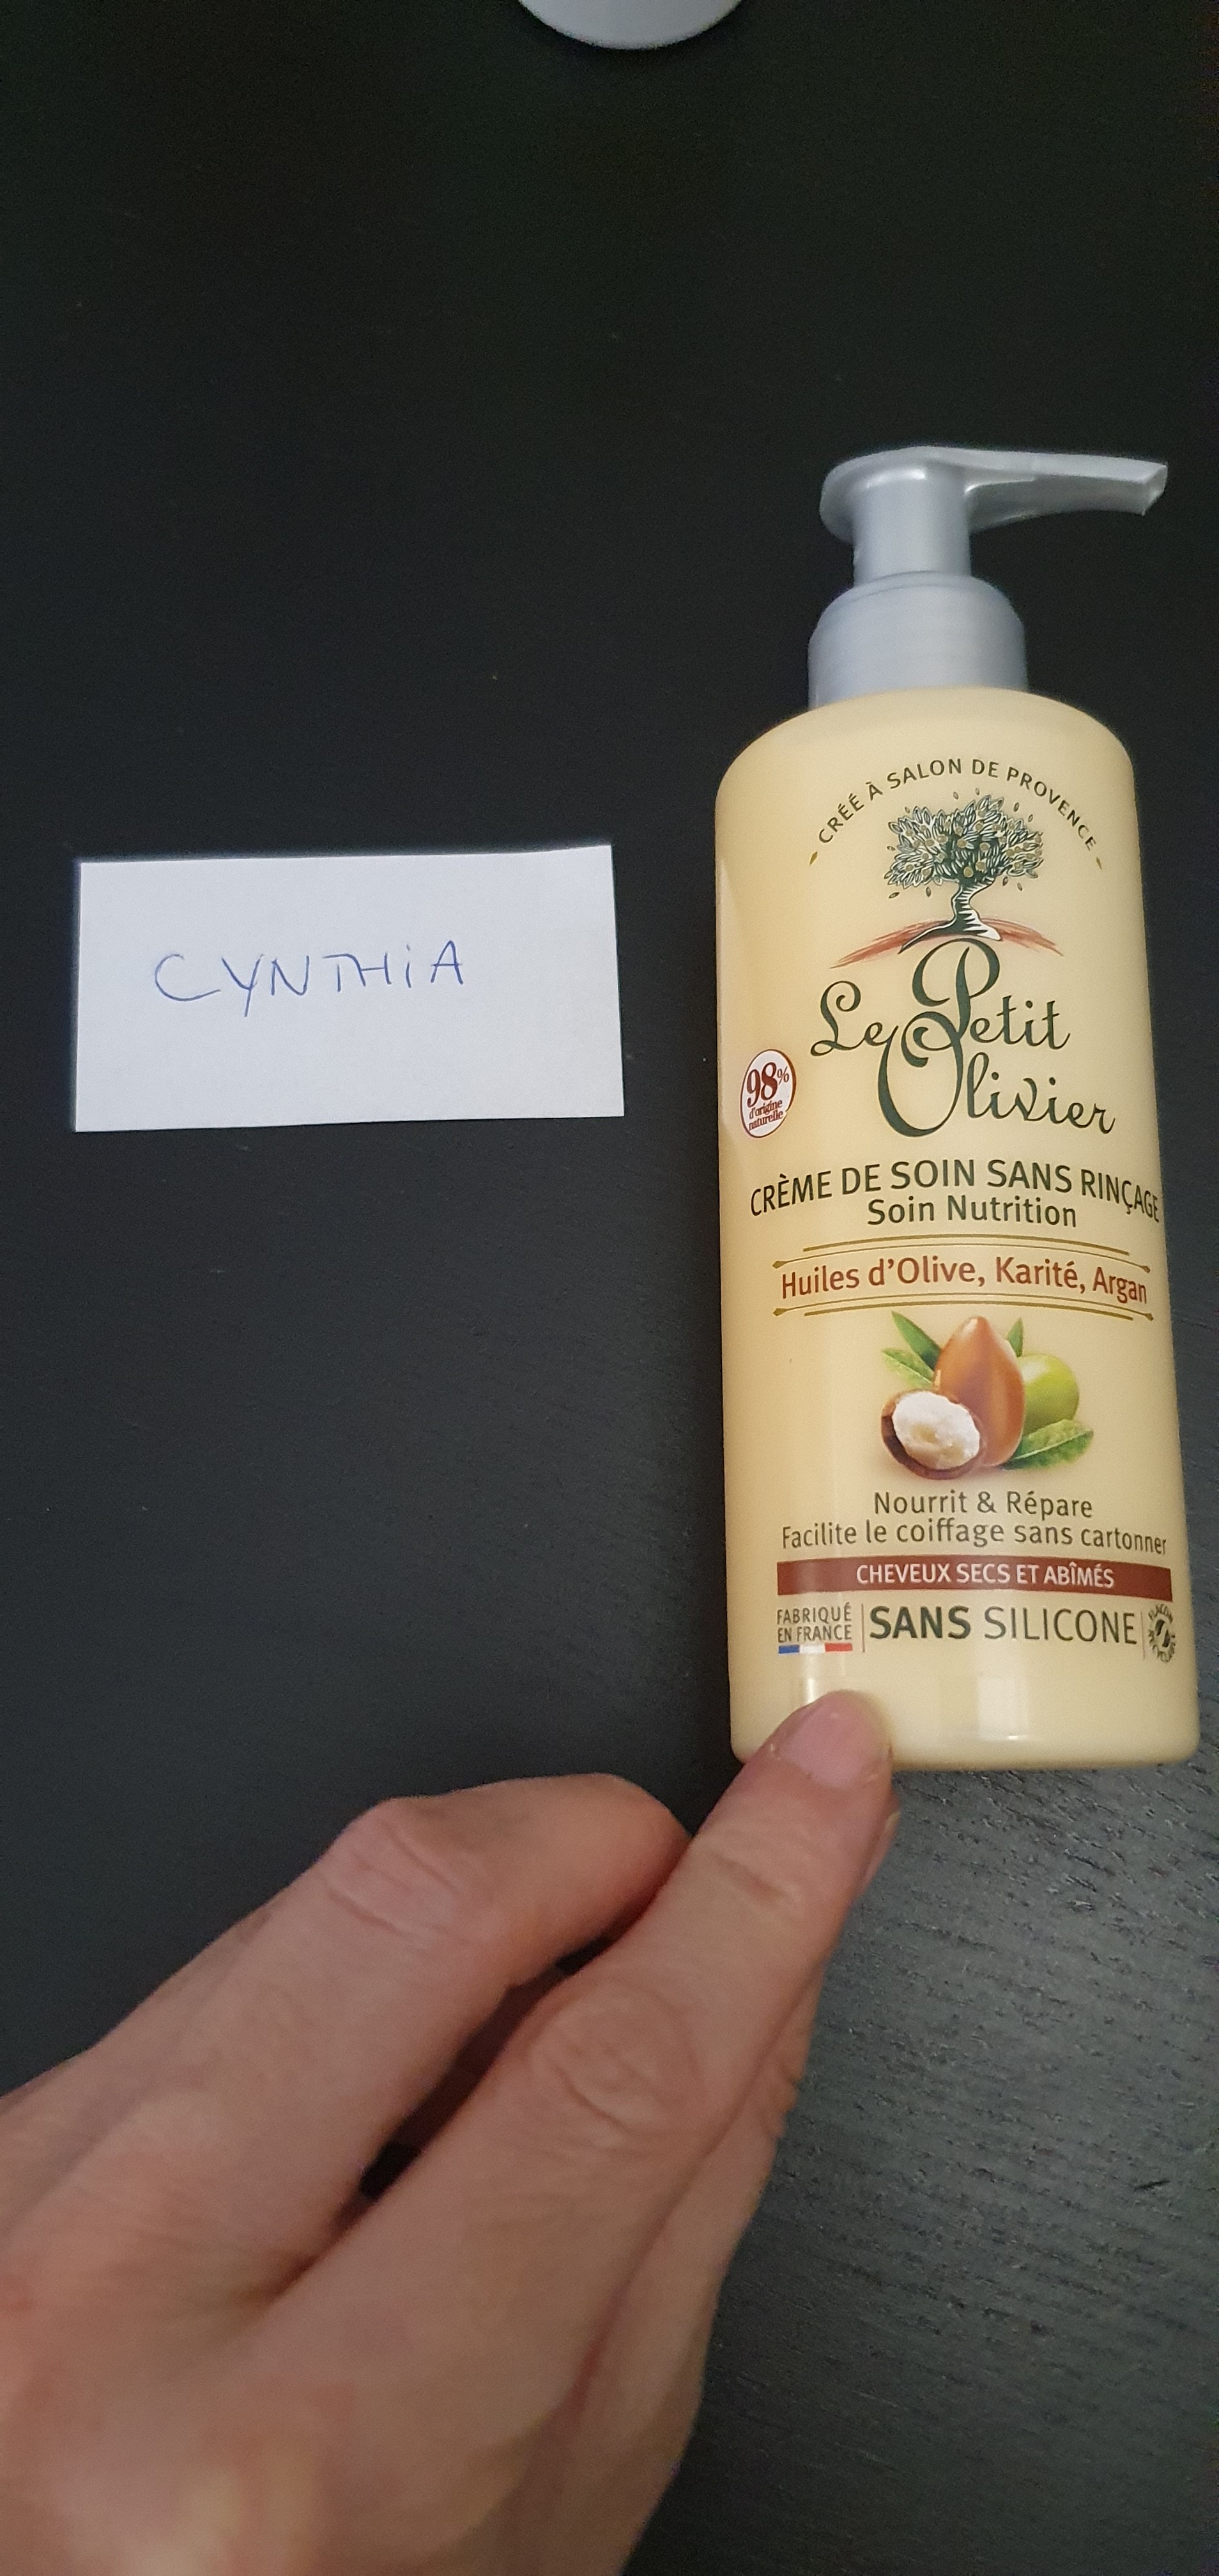 CYNTHiA
CRÉÉ À SALON DE PROVENCE
Le Petit
Olivier
98%
d'origine
naturelle
CRÈME DE SOIN SANS RINÇAGE
Soin Nutrition
Huiles d'Olive, Karité, Argan
Nourrit & Répare
Facilite le coiffage sans cartonner
CHEVEUX SECS ET ABÎMÉS
FABRIQUÉ
EN FRANCE
SANS SILICONE